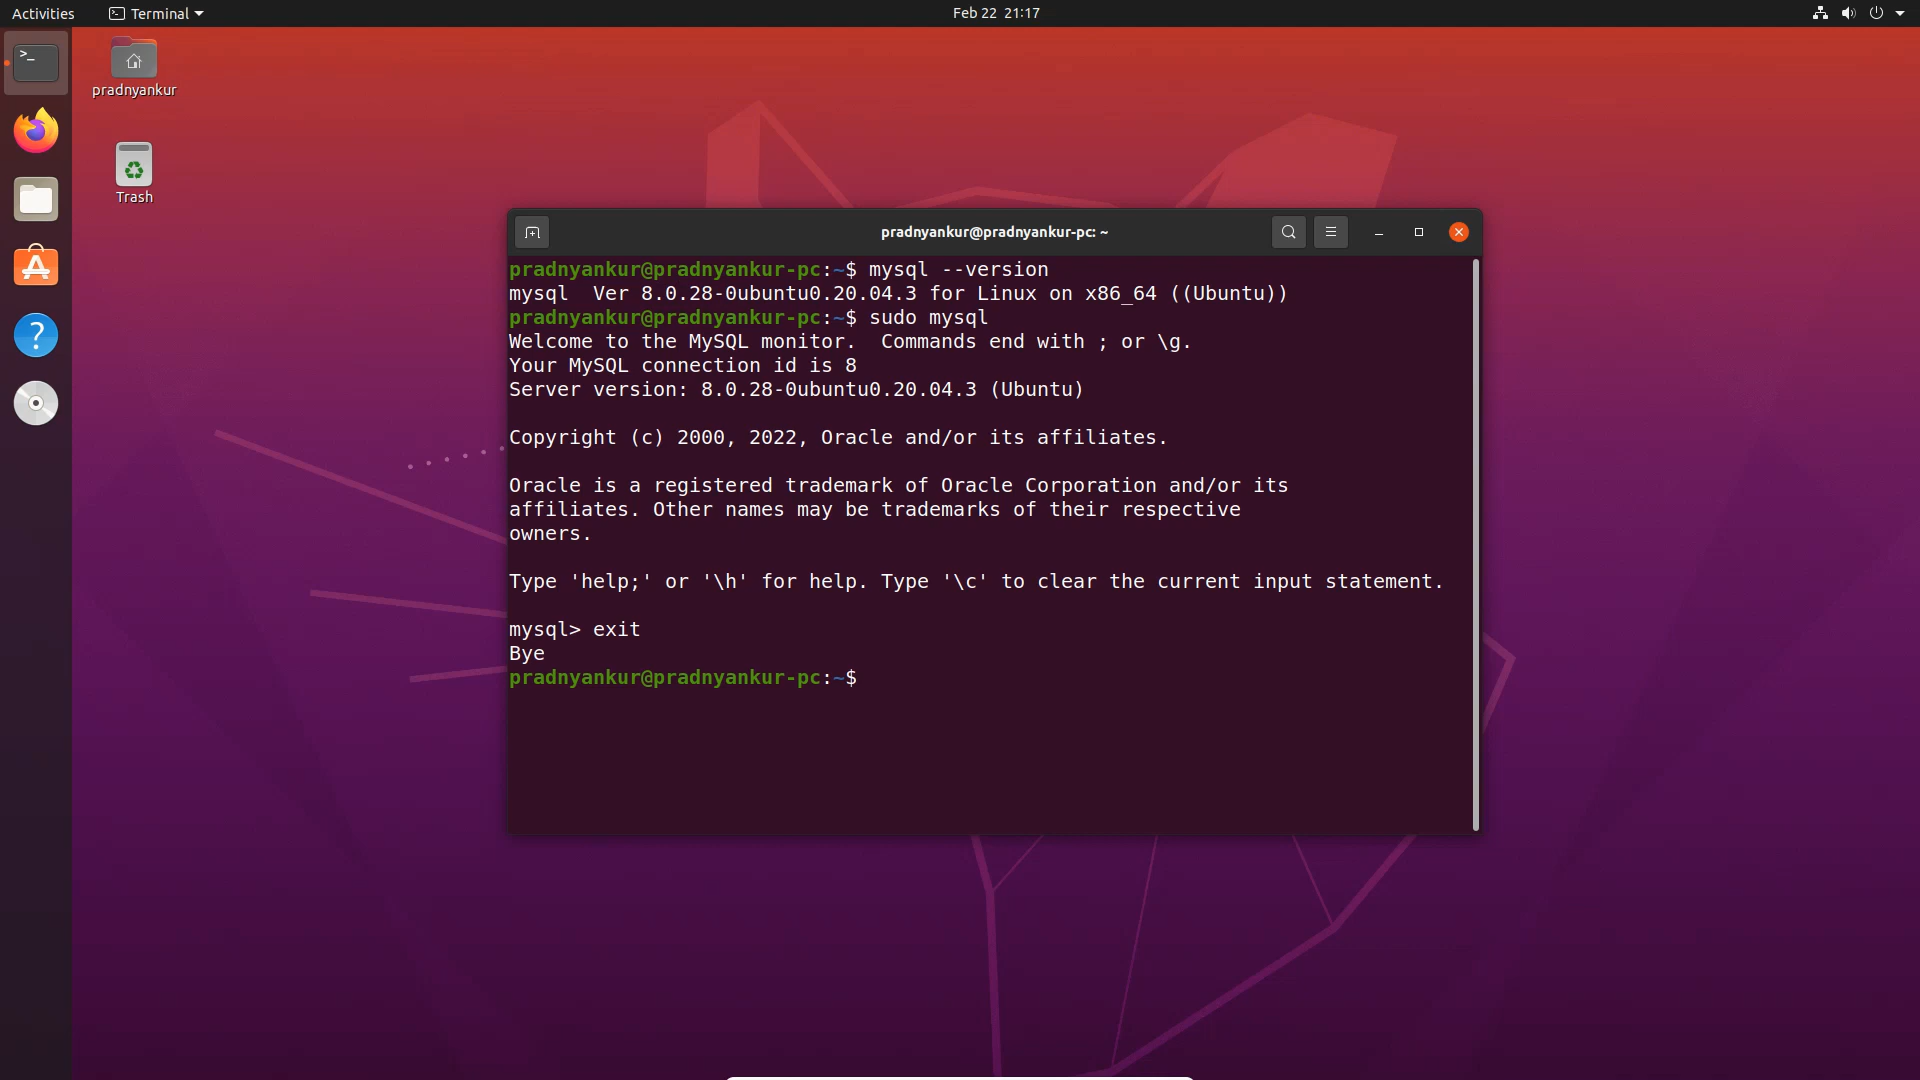 Activities
Terminal
Feb 22 21:17
pradnyankur
Trash
pradnyankur@pradnyankur-pc: ~
pradnyankur@pradnyankur-pc:~$ mysql --version
mysql  Ver 8.0.28-0ubuntu0.20.04.3 for Linux on x86_64 ((Ubuntu))
pradnyankur@pradnyankur-pc:~$ sudo mysql
Welcome to the MySQL monitor.  Commands end with ; or \g.
Your MySQL connection id is 8
Server version: 8.0.28-0ubuntu0.20.04.3 (Ubuntu)
Copyright (c) 2000, 2022, Oracle and/or its affiliates.
Oracle is a registered trademark of Oracle Corporation and/or its
affiliates. Other names may be trademarks of their respective
owners.
Type 'help;' or '\h' for help. Type '\c' to clear the current input statement.
mysql> exit
Bye
pradnyankur@pradnyankur-pc:~$